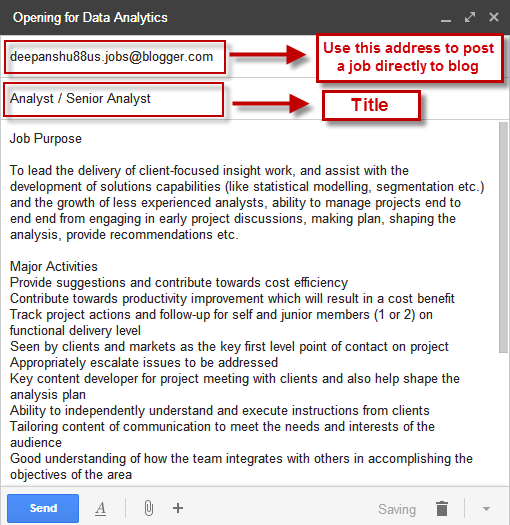 Opening for Data Analytics
deepanshu88us.jobs@blogger.com
Use this address to post
a job directly to blog
Analyst / Senior Analyst
Title
Job Purpose
To lead the delivery of client-focused insight work, and assist with the
development of solutions capabilities (like statistical modelling, segmentation etc.)
and the growth of less experienced analysts, ability to manage projects end to
end end from engaging in early project discussions, making plan, shaping the
analysis, provide recommendations etc.
Major Activities
Provide suggestions and contribute towards cost efficiency
Contribute towards productivity improvement which will result in a cost benefit
Track project actions and follow-up for self and junior members (1 or 2) on
functional delivery level
Seen by clients and markets as the key first level point of contact on project
Appropriately escalate issues to be addressed
Key content developer for project meeting with clients and also help shape the
analysis plan
Ability to independently understand and execute instructions from clients
Tailoring content of communication to meet the needs and interests of the
audience
Good understanding of how the team integrates with others in accomplishing the
objectives of the area
Send
A
Saving